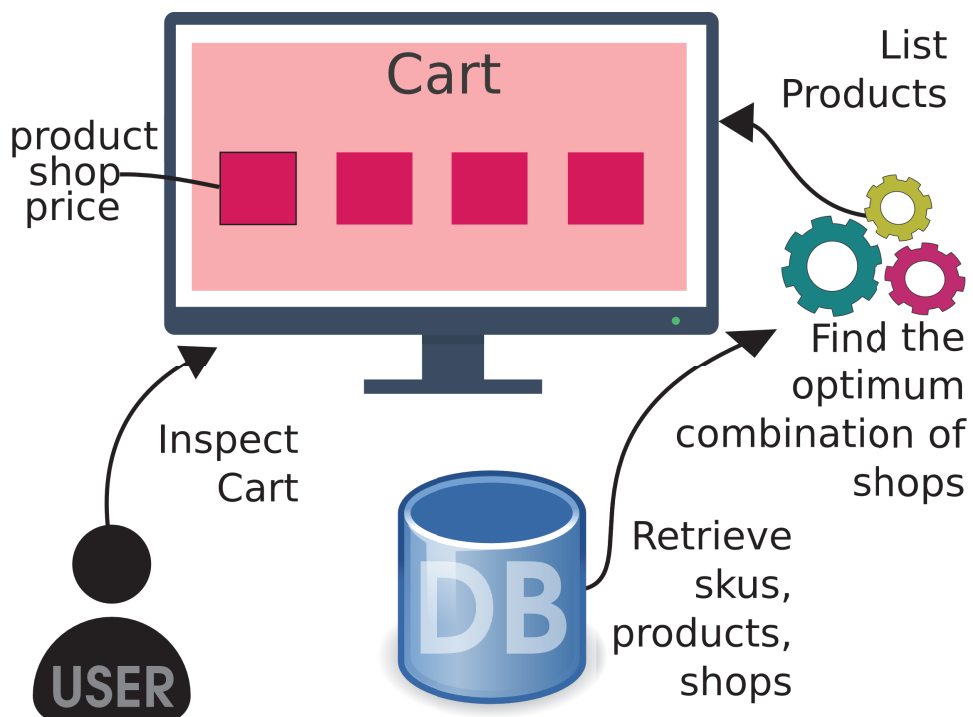 Cart
List
Products
product
shop
price
Find the
optimum
combination of
shops
Inspect
Cart
Retrieve
skus,
products,
shops
DB
USER